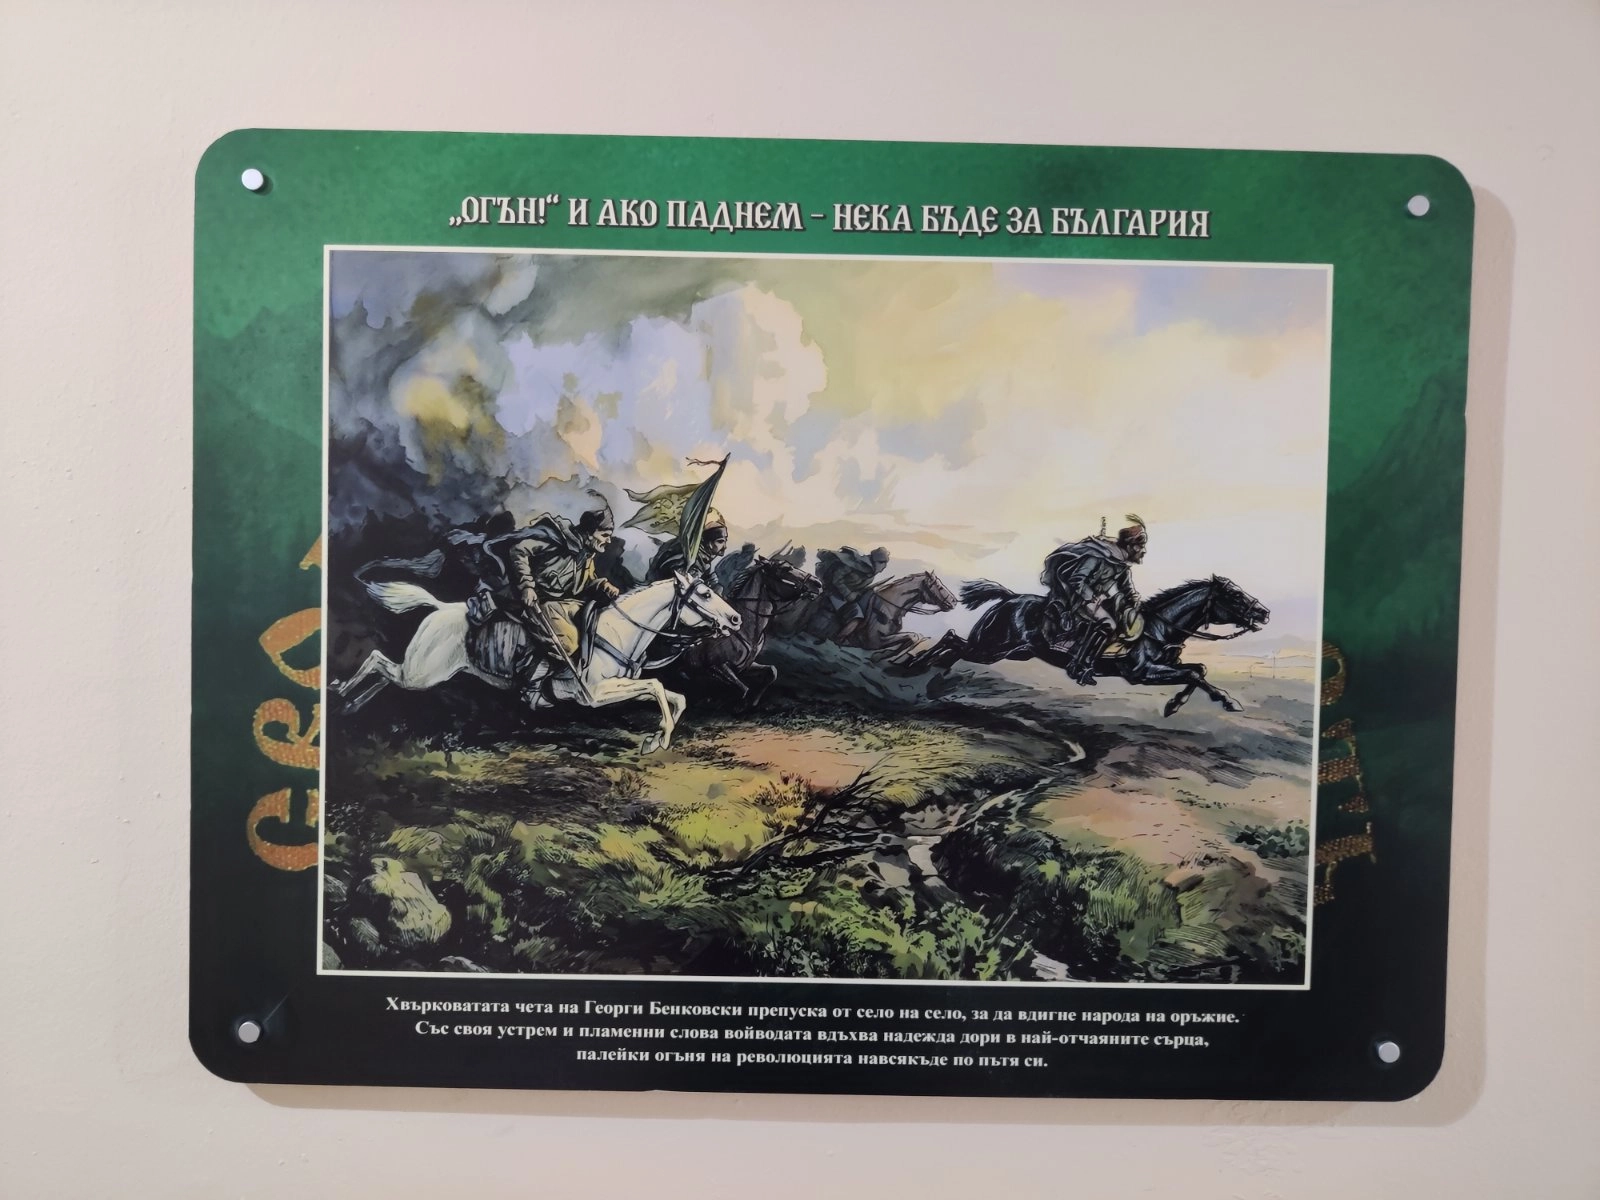 „ОГЪН!“ И АКО ПАДНЕМ – НЕКА БЪДЕ ЗА БЪЛГАРИЯ
Хвърковатата чета на Георги Бенковски препуска от село на село, за да вдигне народа на оръжие.
Със своя устрем и пламенни слова войводата вдъхва надежда дори в най-отчаяните сърца,
палейки огъня на революцията навсякъде по пътя си.